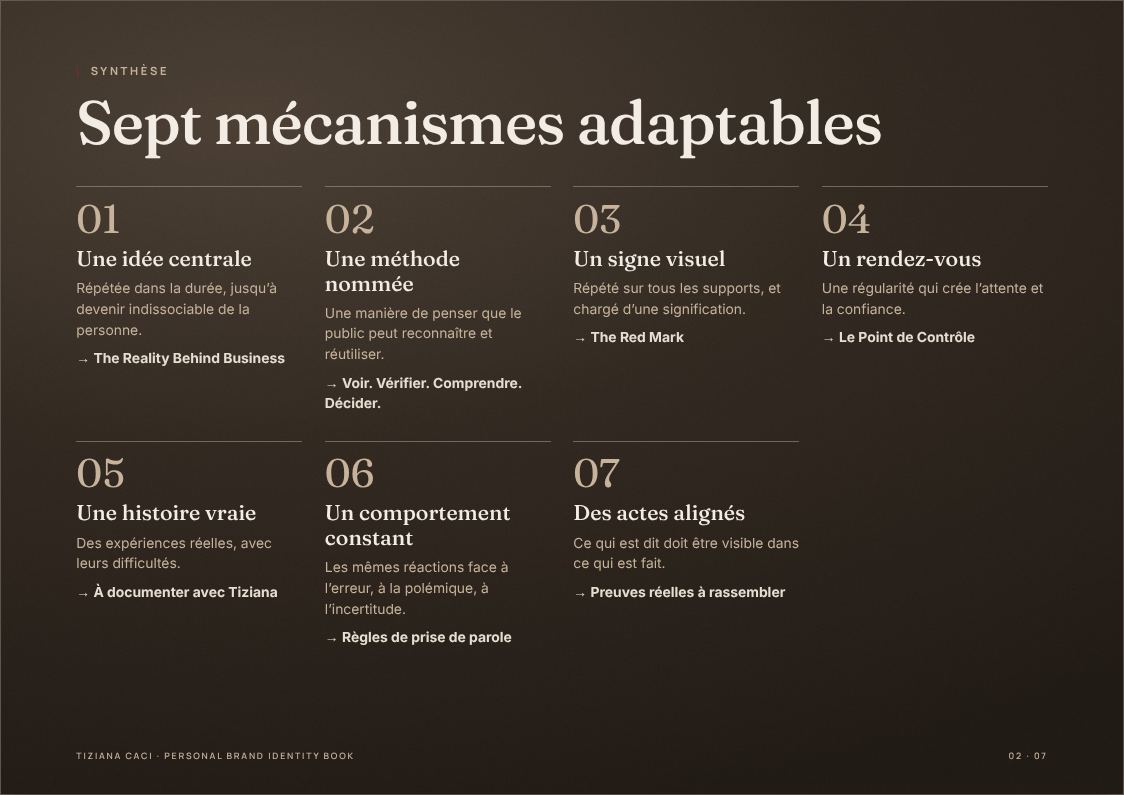 SYNTHÈSE
Sept mécanismes adaptables
01
Une idée centrale
Répétée dans la durée, jusqu’à
devenir indissociable de la
personne.
→ The Reality Behind Business
02
Une méthode
nommée
Une manière de penser que le
public peut reconnaître et
réutiliser.
→ Voir. Vérifier. Comprendre.
Décider.
03
Un signe visuel
Répété sur tous les supports, et
chargé d’une signification.
→ The Red Mark
04
Un rendez-vous
Une régularité qui crée l’attente et
la confiance.
→ Le Point de Contrôle
05
Une histoire vraie
Des expériences réelles, avec
leurs difficultés.
→ À documenter avec Tiziana
06
Un comportement
constant
Les mêmes réactions face à
l’erreur, à la polémique, à
l’incertitude.
→ Règles de prise de parole
07
Des actes alignés
Ce qui est dit doit être visible dans
ce qui est fait.
→ Preuves réelles à rassembler
TIZIANA CACI · PERSONAL BRAND IDENTITY BOOK
02 · 07